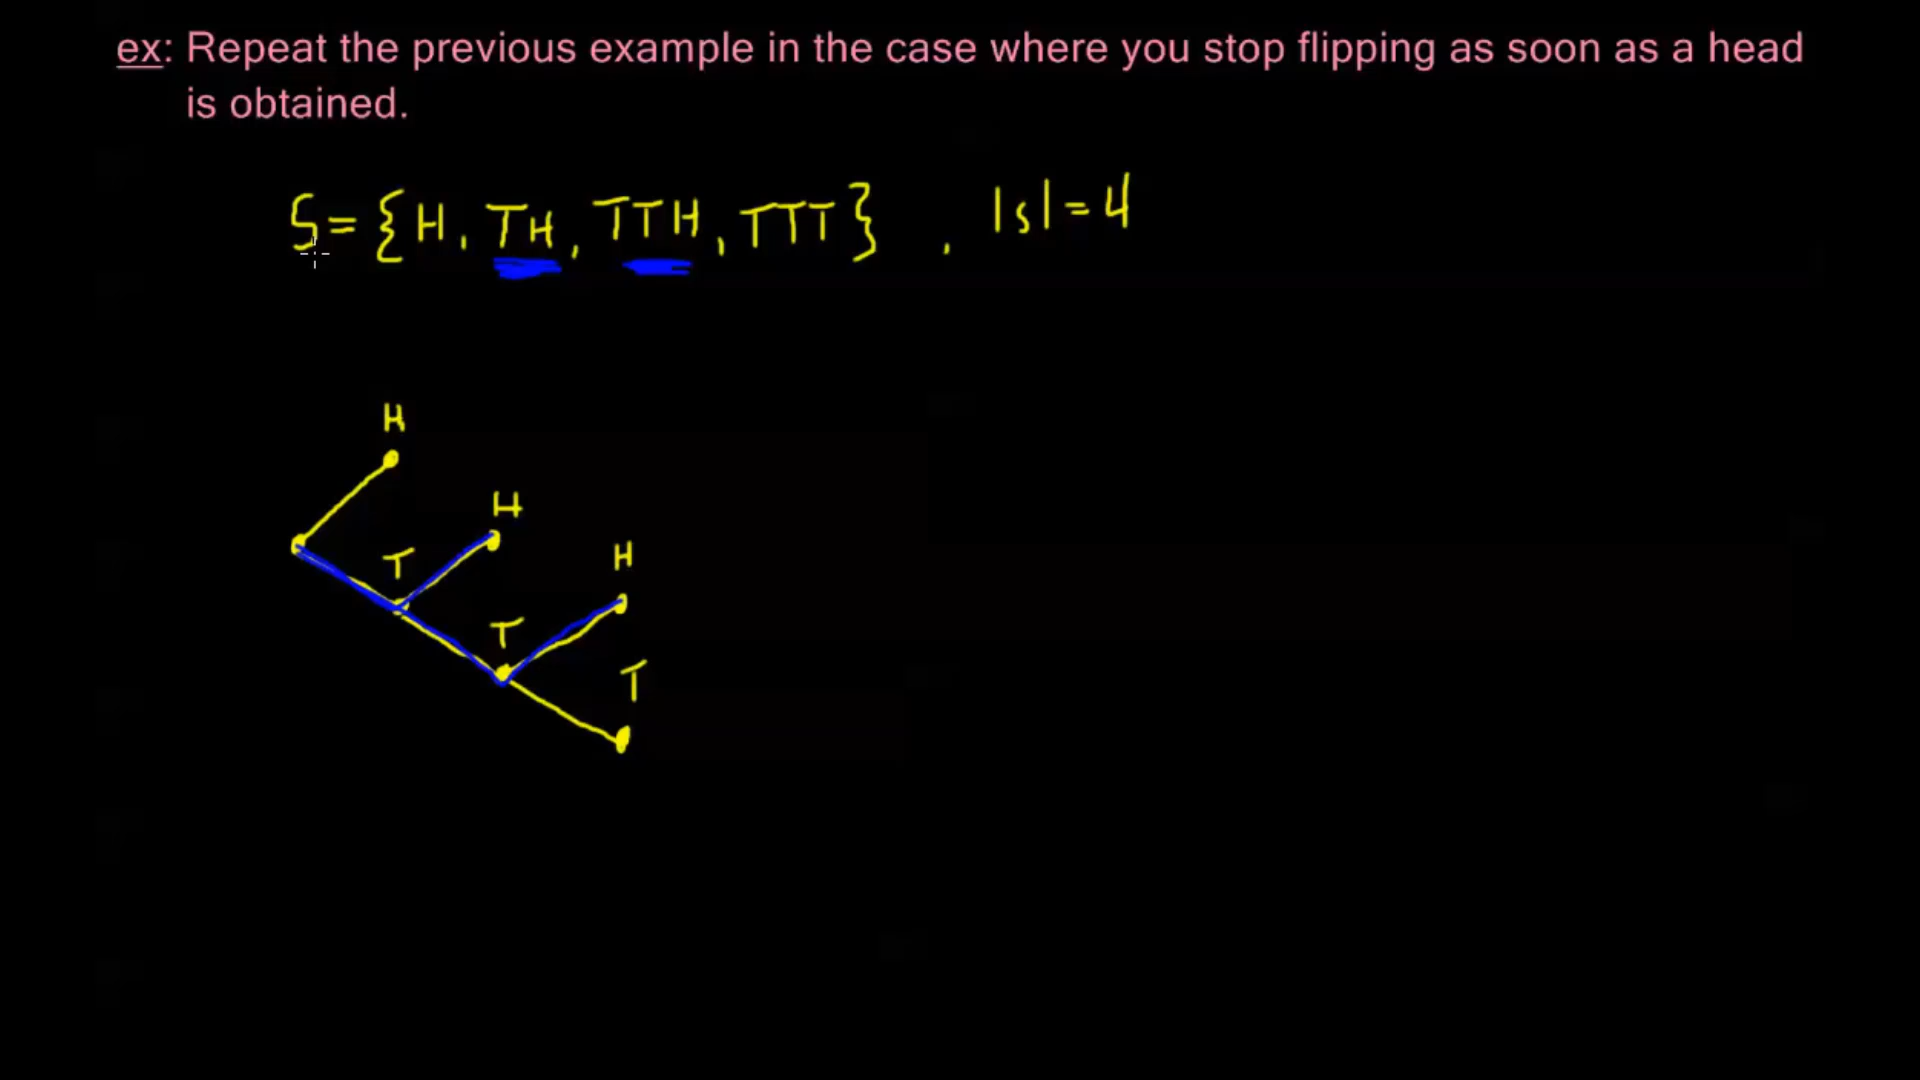 ex: Repeat the previous example in the case where you stop flipping as soon as a head
is obtained.
S = {H, TH, TTH, TTT} , |S| = 4
H
H
T
H
T
T